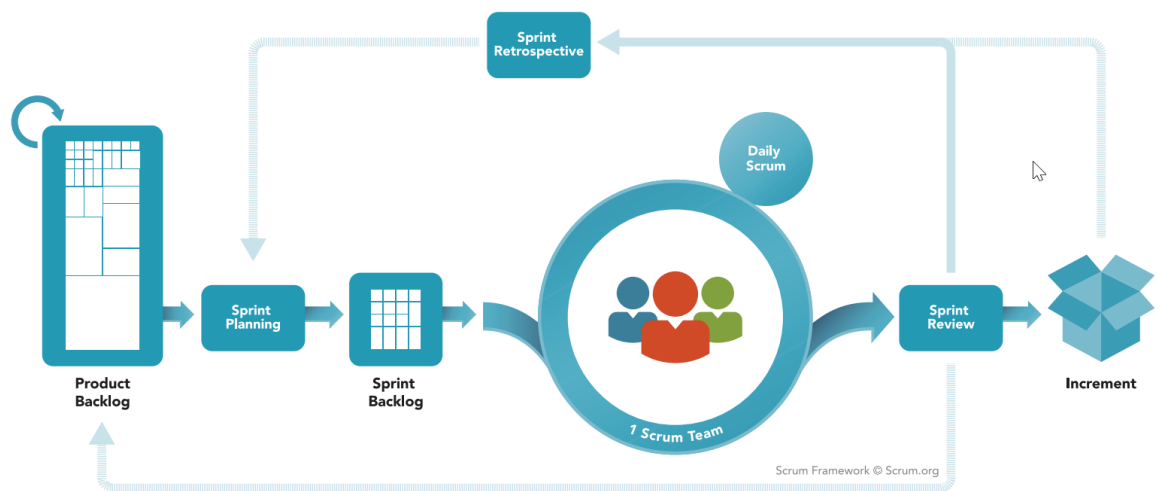 Sprint
Retrospective
Daily
Scrum
Sprint
Planning
Sprint
Review
Product
Backlog
Sprint
Backlog
Increment
1 Scrum Team
Scrum Framework © Scrum.org